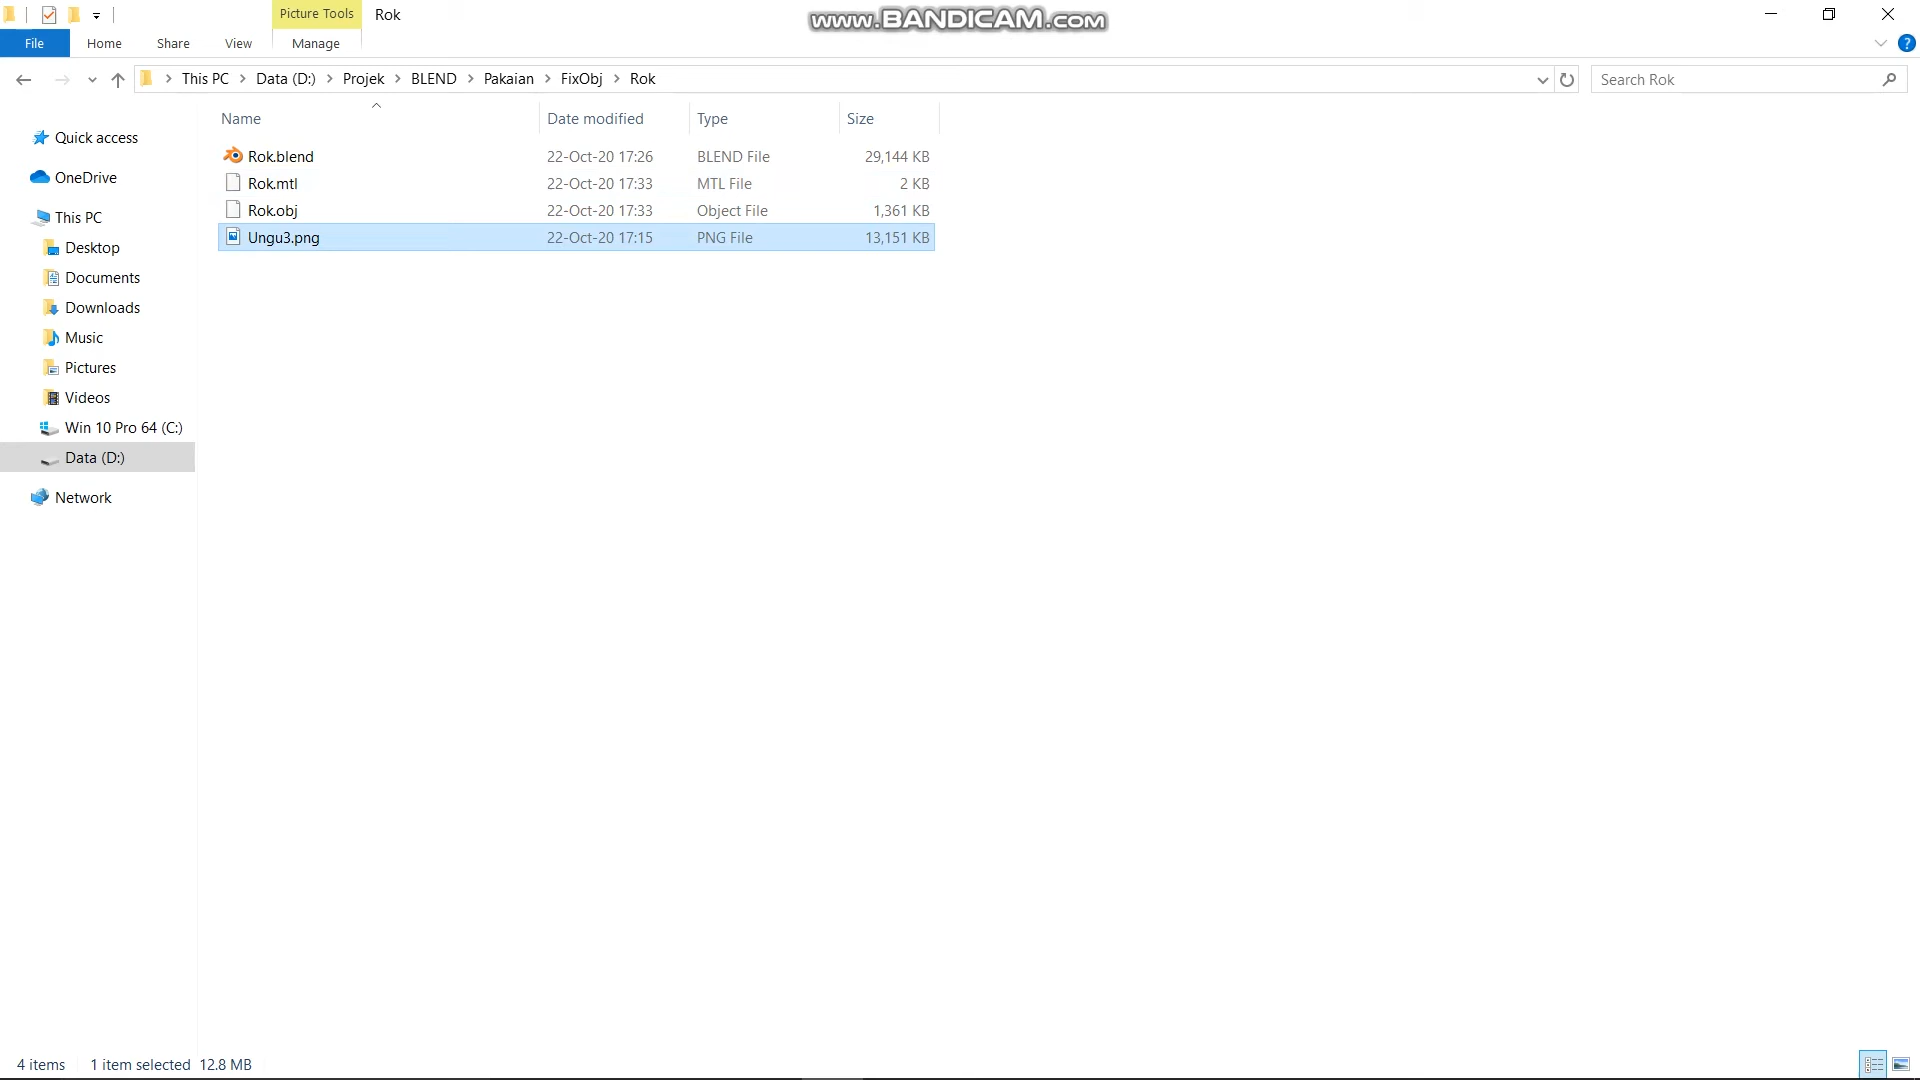 Picture Tools Rok
www.BANDICAM.com
File Home Share View Manage
This PC Data (D:) Projek BLEND Pakaian FixObj Rok
Search Rok
Name Date modified Type Size
Quick access
OneDrive
This PC
Desktop
Documents
Downloads
Music
Pictures
Videos
Win 10 Pro 64 (C:)
Data (D:)
Network
Rok.blend 22-Oct-20 17:26 BLEND File 29,144 KB
Rok.mtl 22-Oct-20 17:33 MTL File 2 KB
Rok.obj 22-Oct-20 17:33 Object File 1,361 KB
Ungu3.png 22-Oct-20 17:15 PNG File 13,151 KB
4 items 1 item selected 12.8 MB